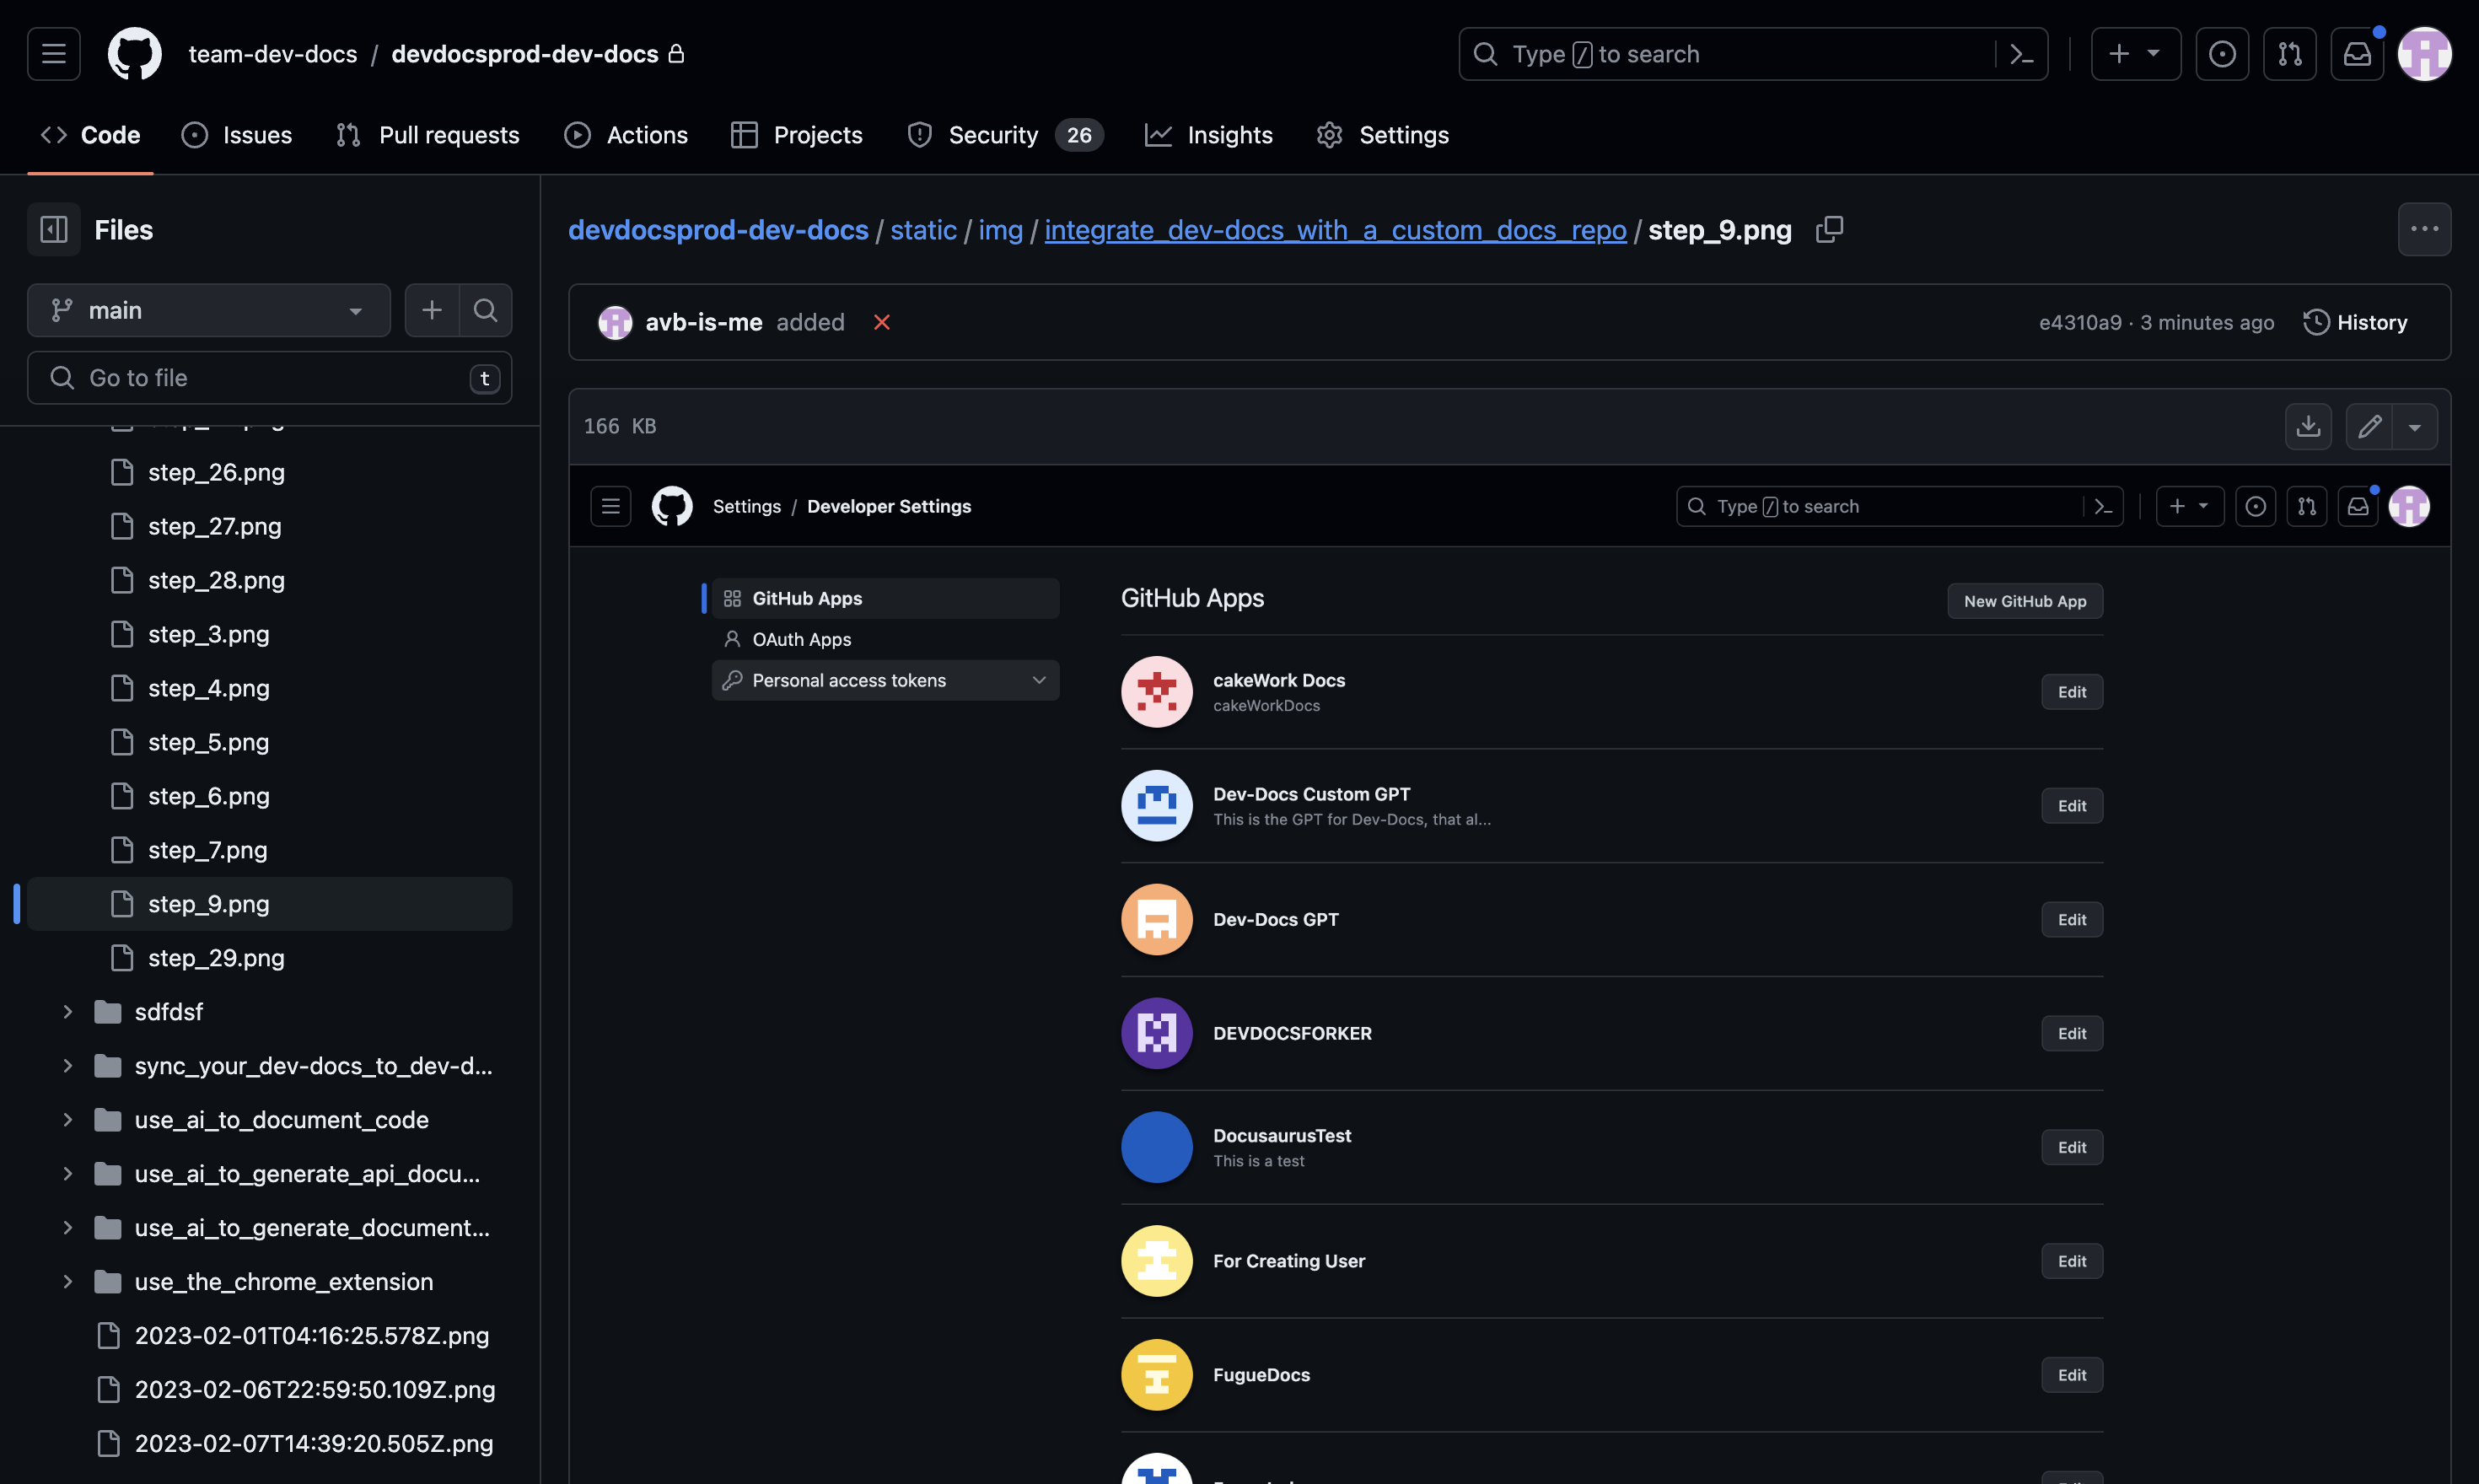 team-dev-docs / devdocsprod-dev-docs
Type / to search
Code
Issues
Pull requests
Actions
Projects
Security 26
Insights
Settings
Files
main
Go to file
t
step_26.png
step_27.png
step_28.png
step_3.png
step_4.png
step_5.png
step_6.png
step_7.png
step_9.png
step_29.png
sdfdsf
sync_your_dev-docs_to_dev-d...
use_ai_to_document_code
use_ai_to_generate_api_docu...
use_ai_to_generate_document...
use_the_chrome_extension
2023-02-01T04:16:25.578Z.png
2023-02-06T22:59:50.109Z.png
2023-02-07T14:39:20.505Z.png
devdocsprod-dev-docs / static / img / integrate_dev-docs_with_a_custom_docs_repo / step_9.png
avb-is-me added
e4310a9 · 3 minutes ago
History
166 KB
Settings / Developer Settings
Type / to search
GitHub Apps
OAuth Apps
Personal access tokens
GitHub Apps
New GitHub App
cakeWork Docs
cakeWorkDocs
Edit
Dev-Docs Custom GPT
This is the GPT for Dev-Docs, that al...
Edit
Dev-Docs GPT
Edit
DEVDOCSFORKER
Edit
DocusaurusTest
This is a test
Edit
For Creating User
Edit
FugueDocs
Edit